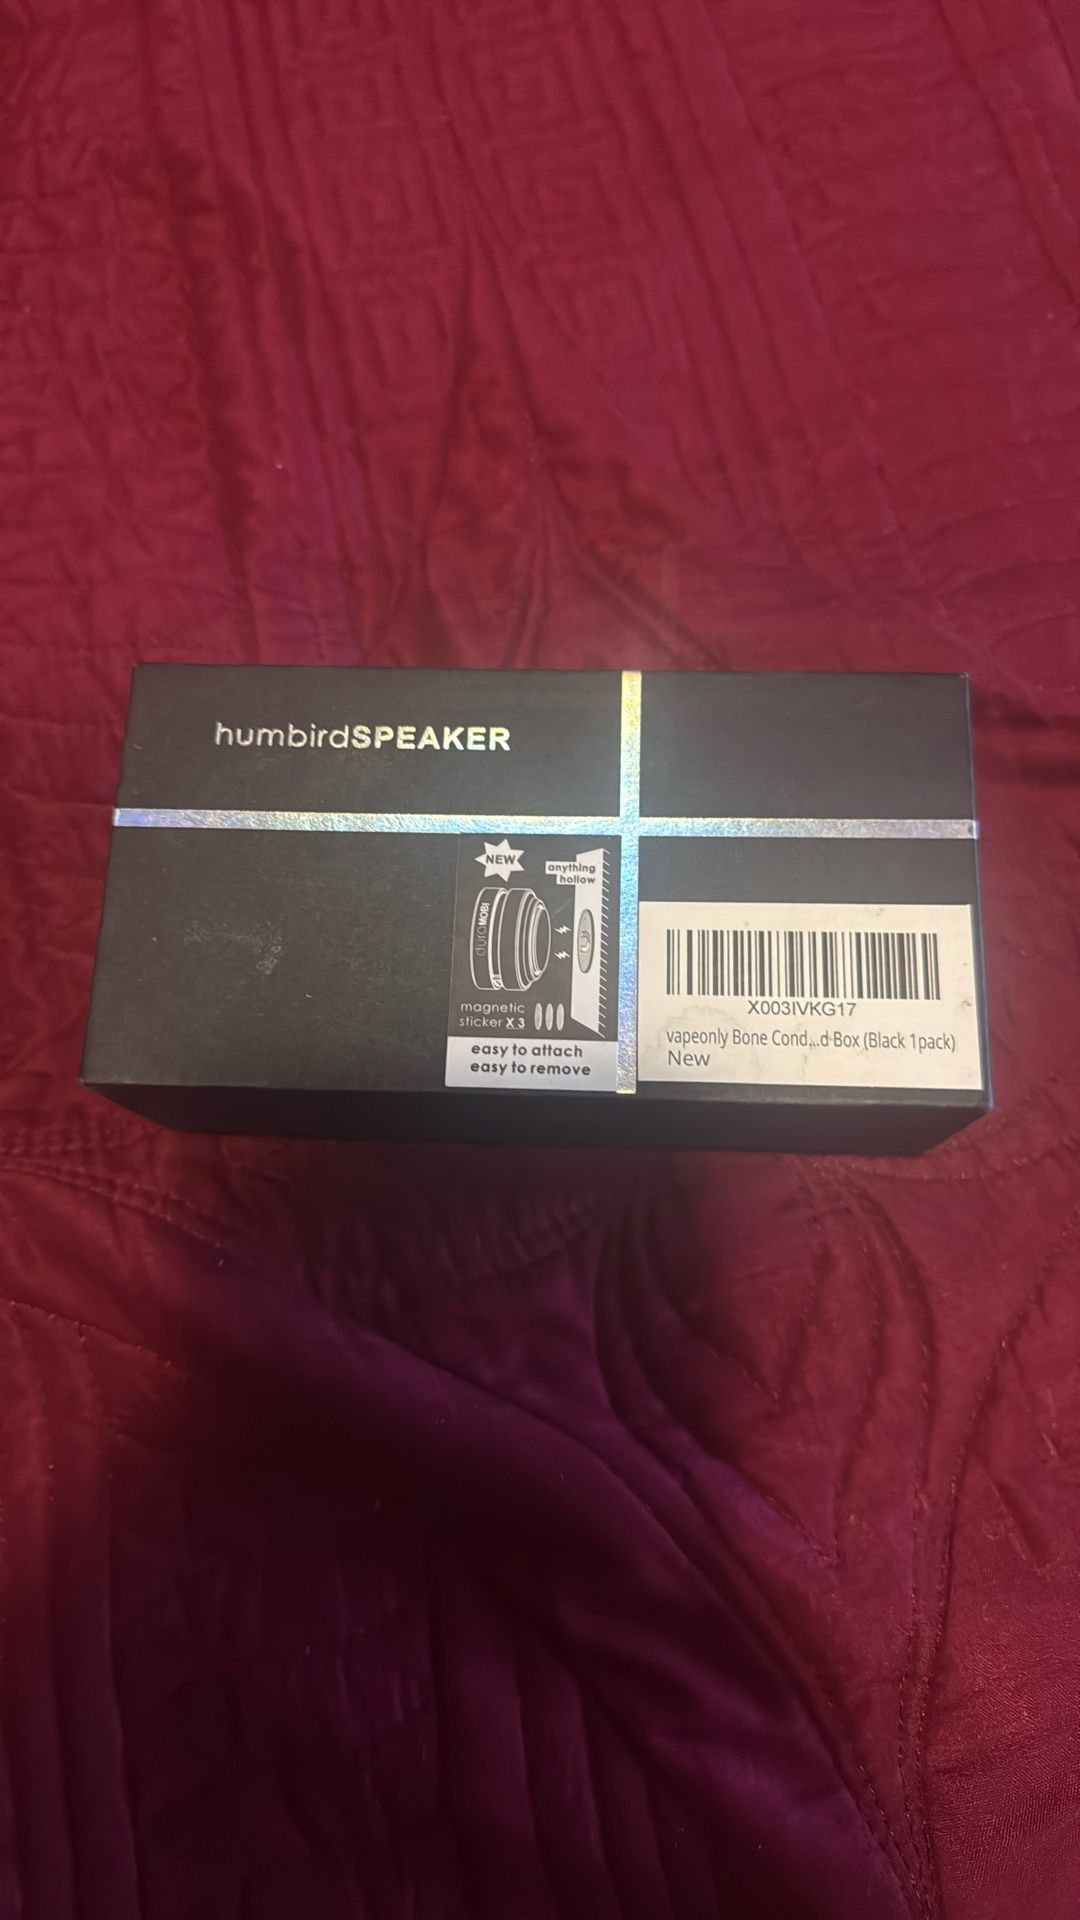 humbirdSPEAKER
NEW
anything
hollow
duraMOBI
magnetic
sticker X 3
easy to attach
easy to remove
X003IVKG17
vapeonly Bone Cond...d-Box (Black 1pack)
New